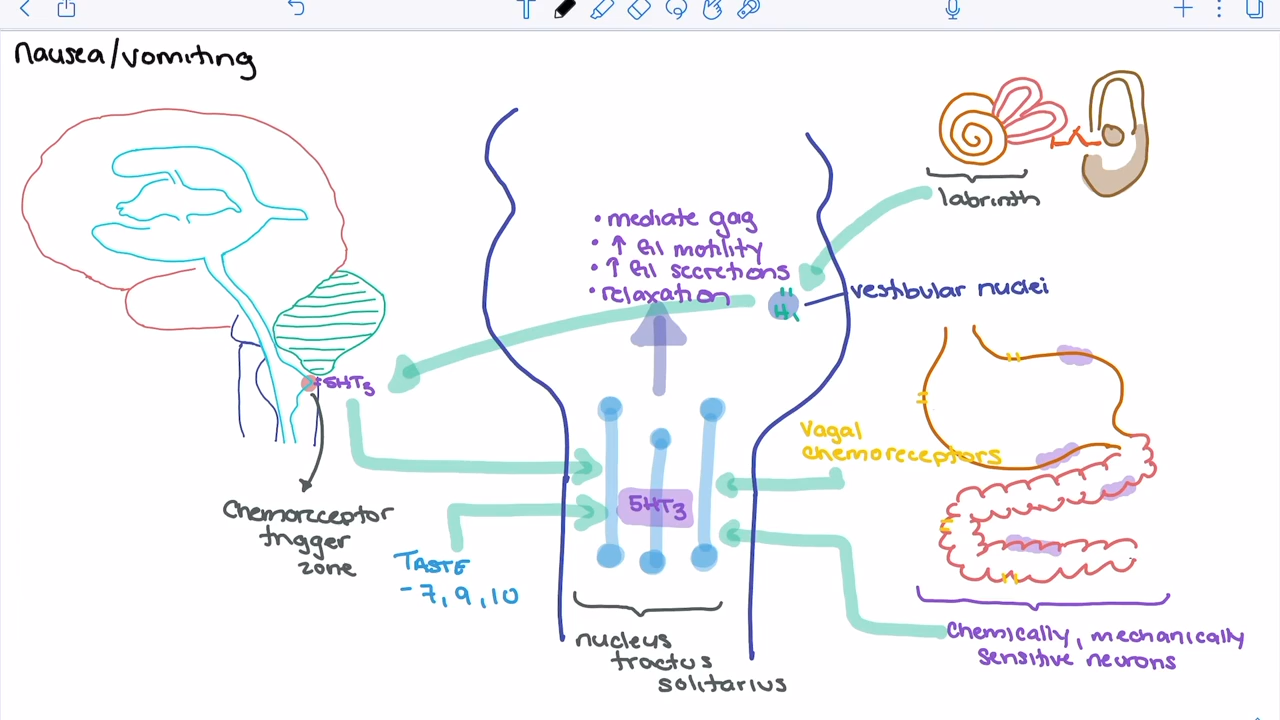 nausea/vomiting
labrinth
• mediate gag
• ↑ GI motility
• ↑ GI secretions
• relaxation
vestibular nuclei
5HT3
Vagal
chemoreceptors
Chemoreceptor
trigger
zone
5HT3
TASTE
- 7, 9, 10
nucleus
tractus
solitarius
Chemically, mechanically
sensitive neurons